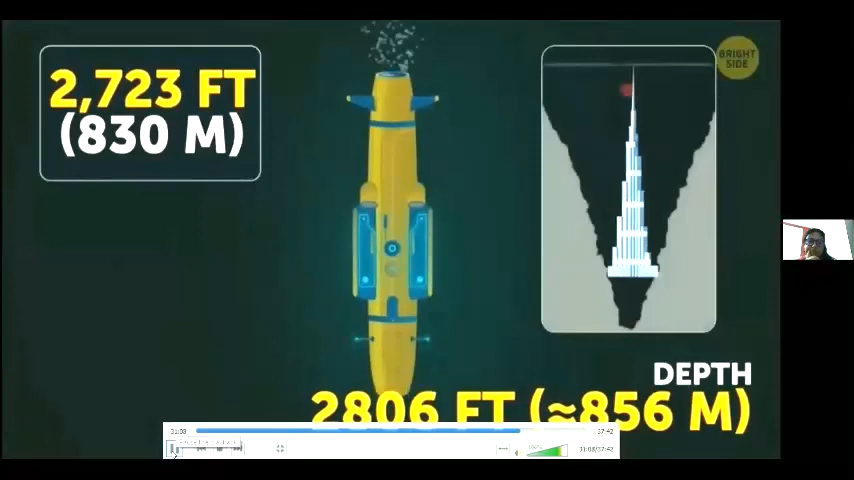 2,723 FT
(830 M)
BRIGHT
SIDE
DEPTH
2806 FT (≈856 M)
31:08
37:42
31:08/37:42